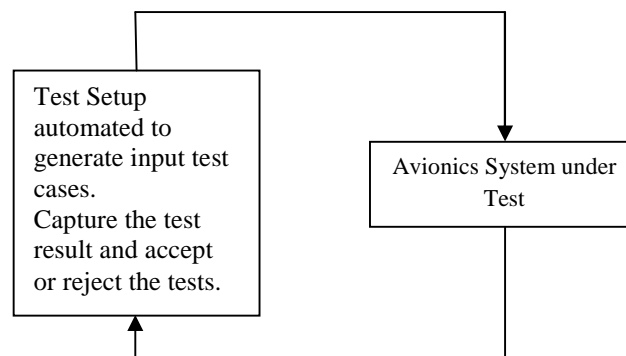 Test Setup
automated to
generate input test
cases.
Capture the test
result and accept
or reject the tests.
Avionics System under
Test